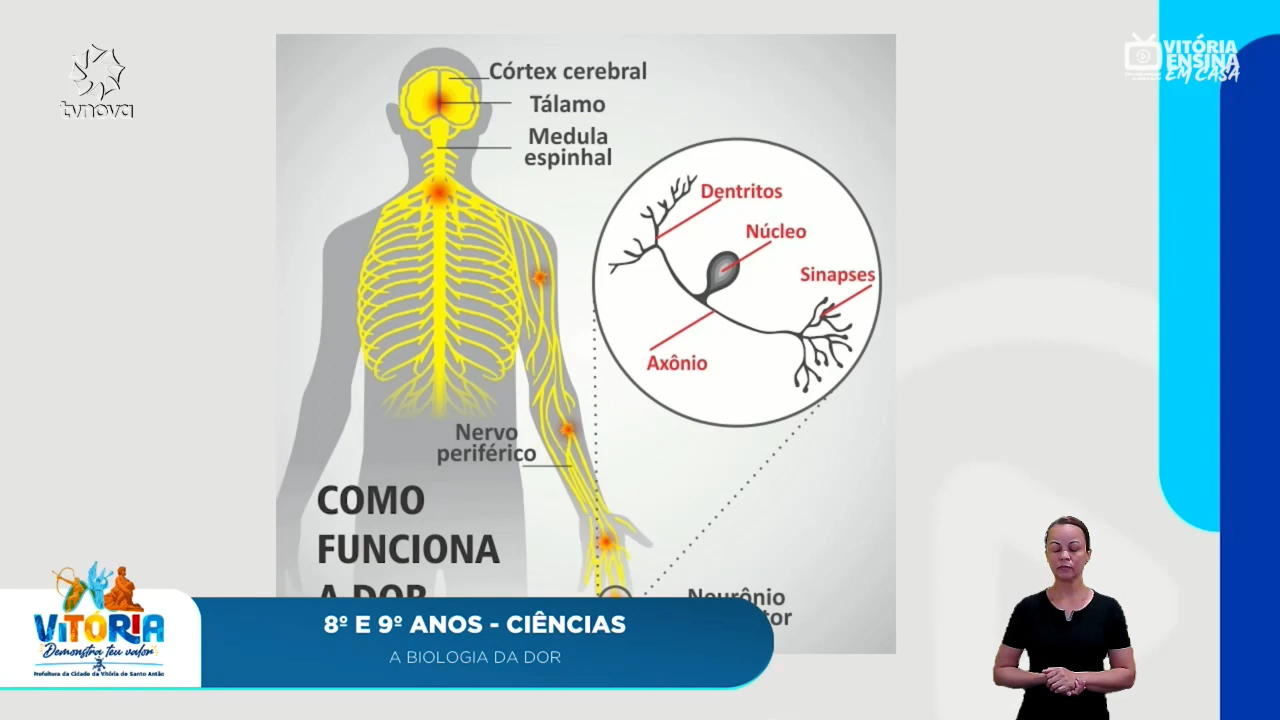 tvnova
VITÓRIA
ENSINA
EM CASA
Córtex cerebral
Tálamo
Medula
espinhal
Dentritos
Núcleo
Sinapses
Axônio
Nervo
periférico
COMO
FUNCIONA
A DOR
Neurônio
tor
8º E 9º ANOS - CIÊNCIAS
A BIOLOGIA DA DOR
VITÓRIA
Demonstra teu valor
Prefeitura da Cidade da Vitória de Santo Antão